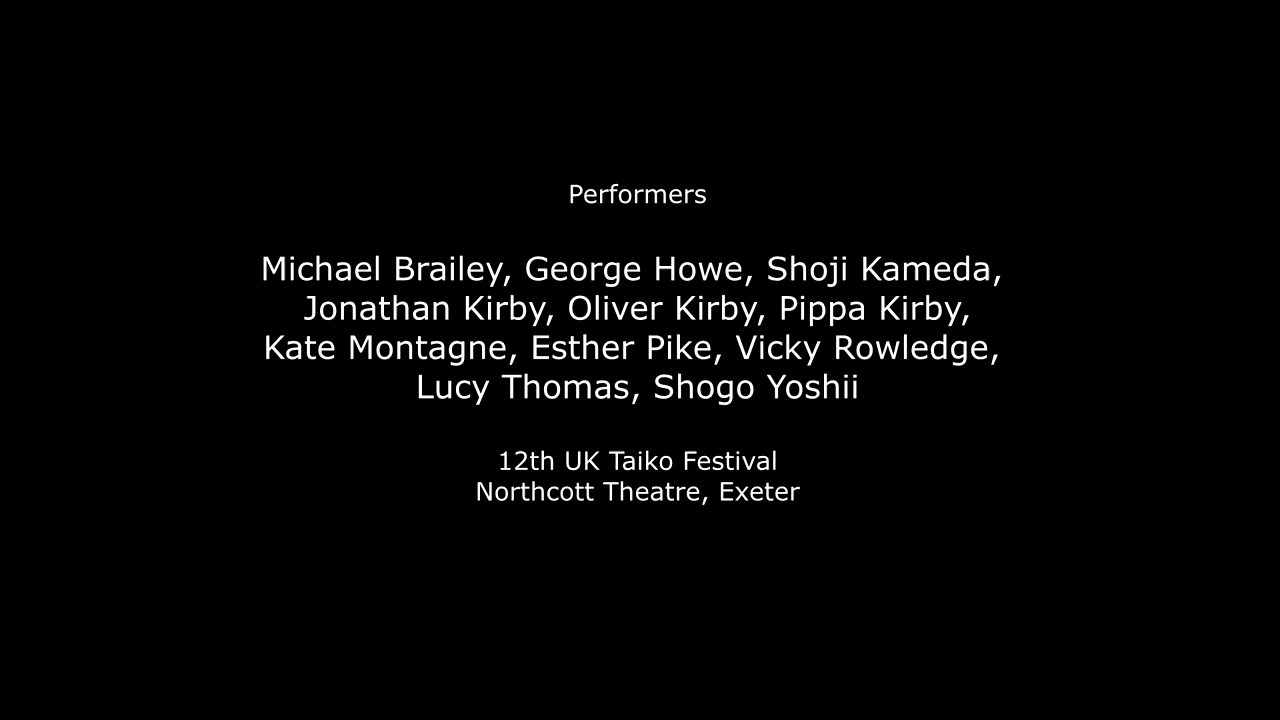 Performers
Michael Brailey, George Howe, Shoji Kameda,
Jonathan Kirby, Oliver Kirby, Pippa Kirby,
Kate Montagne, Esther Pike, Vicky Rowledge,
Lucy Thomas, Shogo Yoshii
12th UK Taiko Festival
Northcott Theatre, Exeter